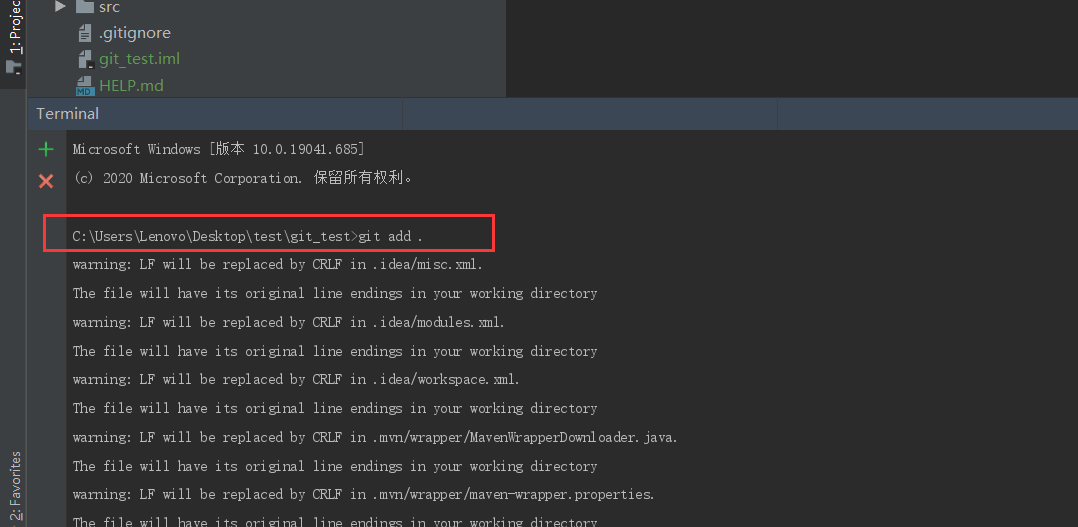 1: Project
src
.gitignore
git_test.iml
MD
HELP.md
Terminal
Microsoft Windows [版本 10.0.19041.685]
(c) 2020 Microsoft Corporation. 保留所有权利。
C:\Users\Lenovo\Desktop\test\git_test>git add .
warning: LF will be replaced by CRLF in .idea/misc.xml.
The file will have its original line endings in your working directory
warning: LF will be replaced by CRLF in .idea/modules.xml.
The file will have its original line endings in your working directory
warning: LF will be replaced by CRLF in .idea/workspace.xml.
The file will have its original line endings in your working directory
warning: LF will be replaced by CRLF in .mvn/wrapper/MavenWrapperDownloader.java.
The file will have its original line endings in your working directory
warning: LF will be replaced by CRLF in .mvn/wrapper/maven-wrapper.properties.
The file will have its original line endings in your working directory
2: Favorites